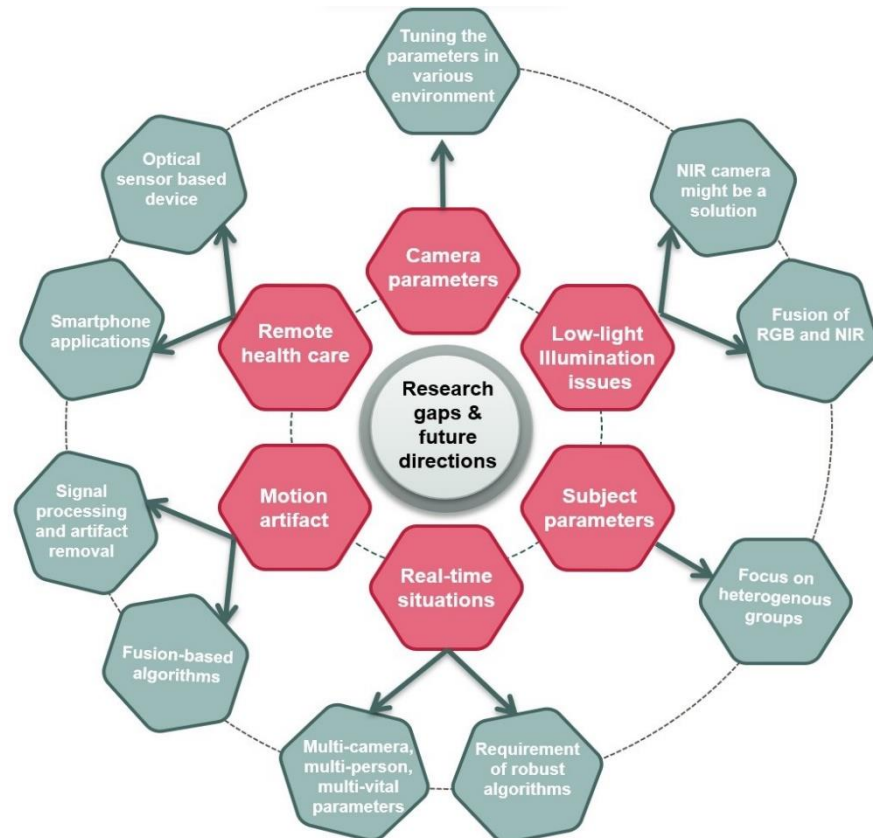 Tuning the
parameters in
various
environment
Optical
sensor based
device
NIR camera
might be a
solution
Camera
parameters
Smartphone
applications
Remote
health care
Low-light
Illumination
issues
Fusion of
RGB and NIR
Research
gaps &
future
directions
Signal
processing
and artifact
removal
Motion
artifact
Subject
parameters
Real-time
situations
Focus on
heterogenous
groups
Fusion-based
algorithms
Multi-camera,
multi-person,
multi-vital
parameters
Requirement
of robust
algorithms